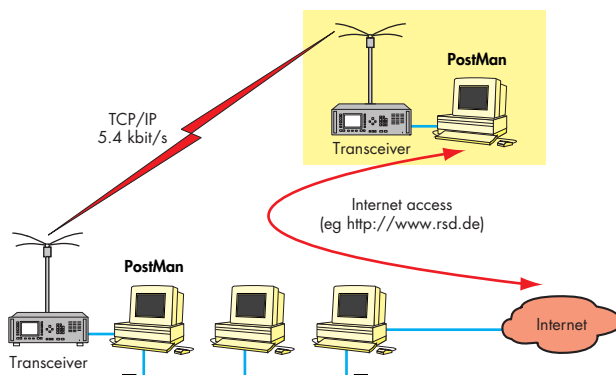 PostMan
TCP/IP
5.4 kbit/s
Transceiver
Internet access
(eg http://www.rsd.de)
PostMan
Internet
Transceiver